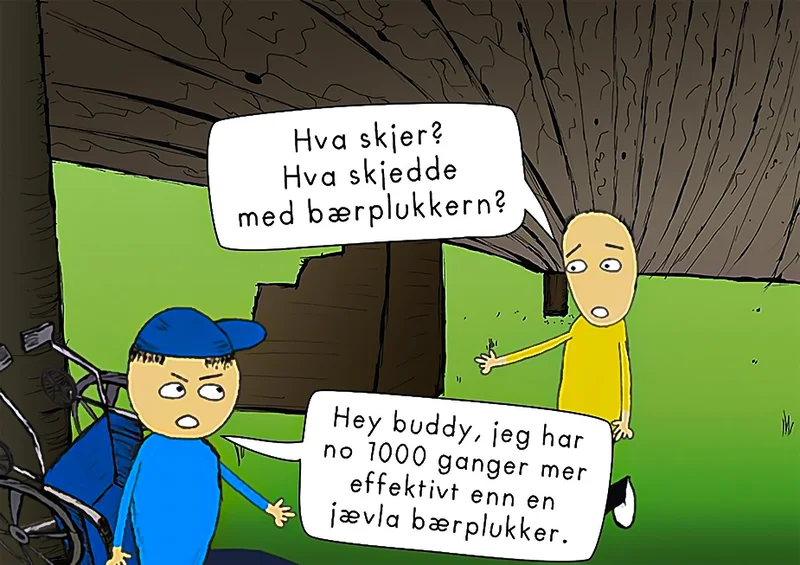 Hva skjer?
Hva skjedde
med bærplukkern?
Hey buddy, jeg har
no 1000 ganger mer
effektivt enn en
jævla bærplukker.